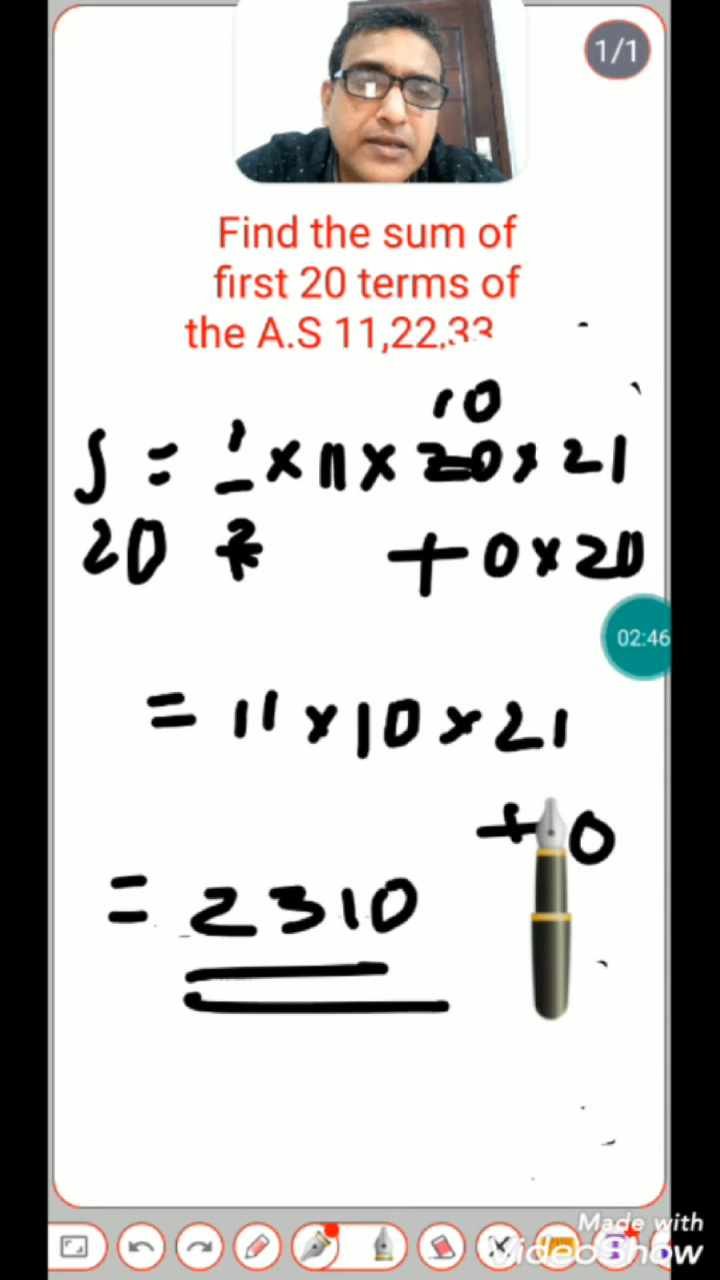 1/1
Find the sum of
first 20 terms of
the A.S 11,22,33
10
S = 1 × 11 × 20 × 21
20 2 + 0 × 20
02:46
= 11 × 10 × 21
+ 0
= 2310
Made with
VideoShow